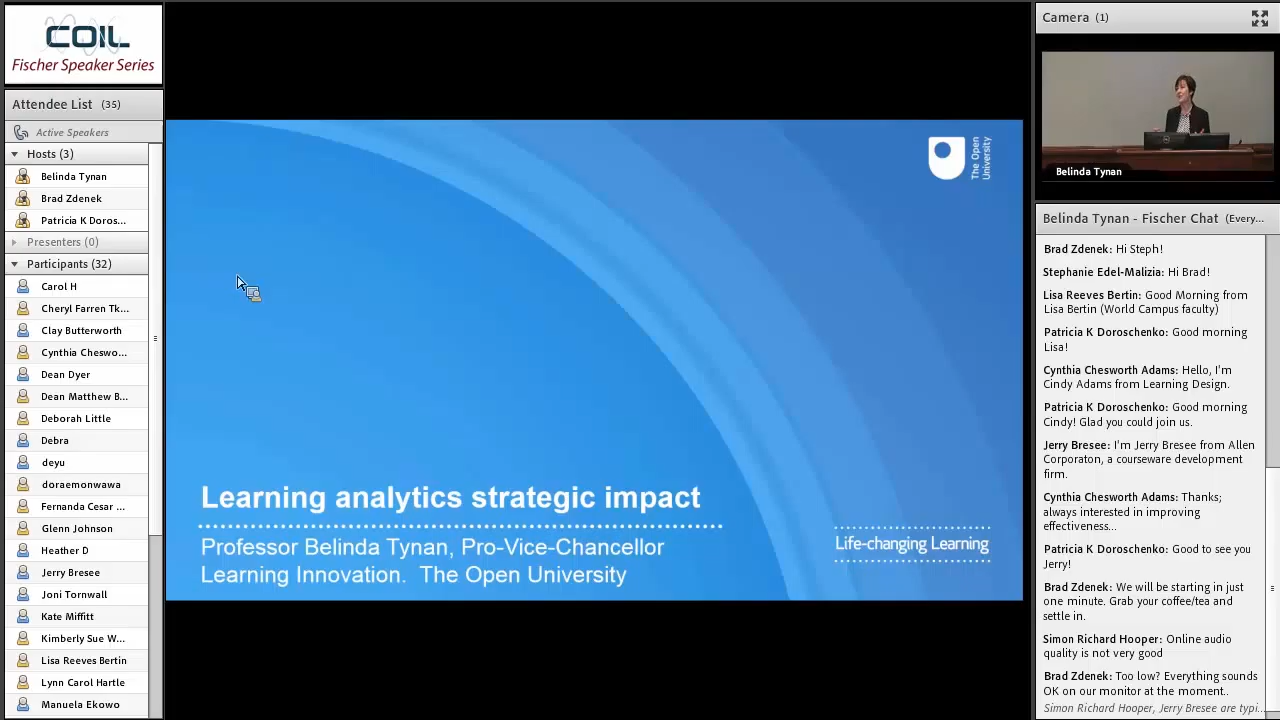 COIL
Fischer Speaker Series
Attendee List (35)
Active Speakers
Hosts (3)
Belinda Tynan
Brad Zdenek
Patricia K Doros...
Presenters (0)
Participants (32)
Carol H
Cheryl Farren Tk...
Clay Butterworth
Cynthia Cheswo...
Dean Dyer
Dean Matthew B...
Deborah Little
Debra
deyu
doraemonwawa
Fernanda Cesar ...
Glenn Johnson
Heather D
Jerry Bresee
Joni Tornwall
Kate Miffitt
Kimberly Sue W...
Lisa Reeves Bertin
Lynn Carol Hartle
Manuela Ekowo
The Open
University
Learning analytics strategic impact
Professor Belinda Tynan, Pro-Vice-Chancellor
Learning Innovation. The Open University
Life-changing Learning
Camera (1)
Belinda Tynan
Belinda Tynan - Fischer Chat (Every...
Brad Zdenek: Hi Steph!
Stephanie Edel-Malizia: Hi Brad!
Lisa Reeves Bertin: Good Morning from
Lisa Bertin (World Campus faculty)
Patricia K Doroschenko: Good morning
Lisa!
Cynthia Chesworth Adams: Hello, I'm
Cindy Adams from Learning Design.
Patricia K Doroschenko: Good morning
Cindy! Glad you could join us.
Jerry Bresee: I'm Jerry Bresee from Allen
Corporaton, a courseware development
firm.
Cynthia Chesworth Adams: Thanks;
always interested in improving
effectiveness...
Patricia K Doroschenko: Good to see you
Jerry!
Brad Zdenek: We will be starting in just
one minute. Grab your coffee/tea and
settle in.
Simon Richard Hooper: Online audio
quality is not very good
Brad Zdenek: Too low? Everything sounds
OK on our monitor at the moment..
Simon Richard Hooper, Jerry Bresee are typi...